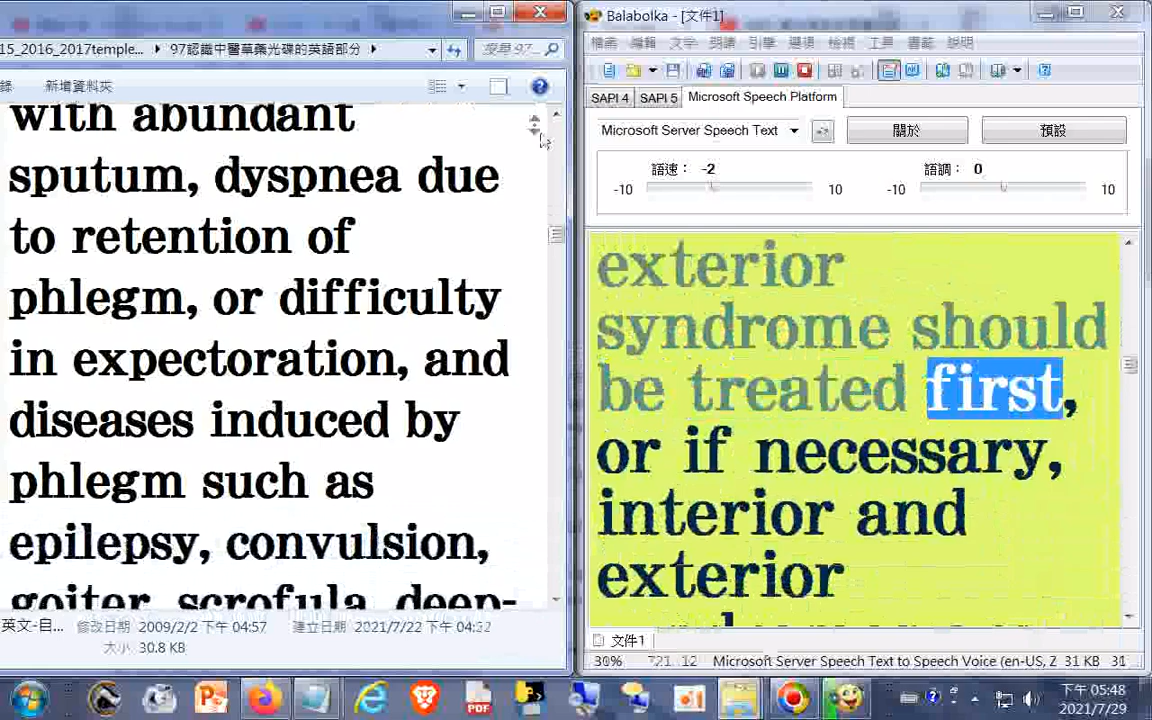 15_2016_2017temple...
97認識中醫草藥光碟的英語部分
搜尋 97...
錄
新增資料夾
with abundant
sputum, dyspnea due
to retention of
phlegm, or difficulty
in expectoration, and
diseases induced by
phlegm such as
epilepsy, convulsion,
goiter, scrofula, deep-
英文-自...
修改日期 2009/2/2 下午 04:57
建立日期 2021/7/22 下午 04:52
大小 30.8 KB
Balabolka - [文件1]
檔案 編輯 文字 朗讀 引擎 選項 檢視 工具 書籤 說明
SAPI 4
SAPI 5
Microsoft Speech Platform
Microsoft Server Speech Text
關於
預設
語速: -2
-10
10
語調: 0
-10
10
exterior
syndrome should
be treated first,
or if necessary,
interior and
exterior
文件1
30%
721, 12
Microsoft Server Speech Text to Speech Voice (en-US, Z
31 KB
31
下午 05:48
2021/7/29